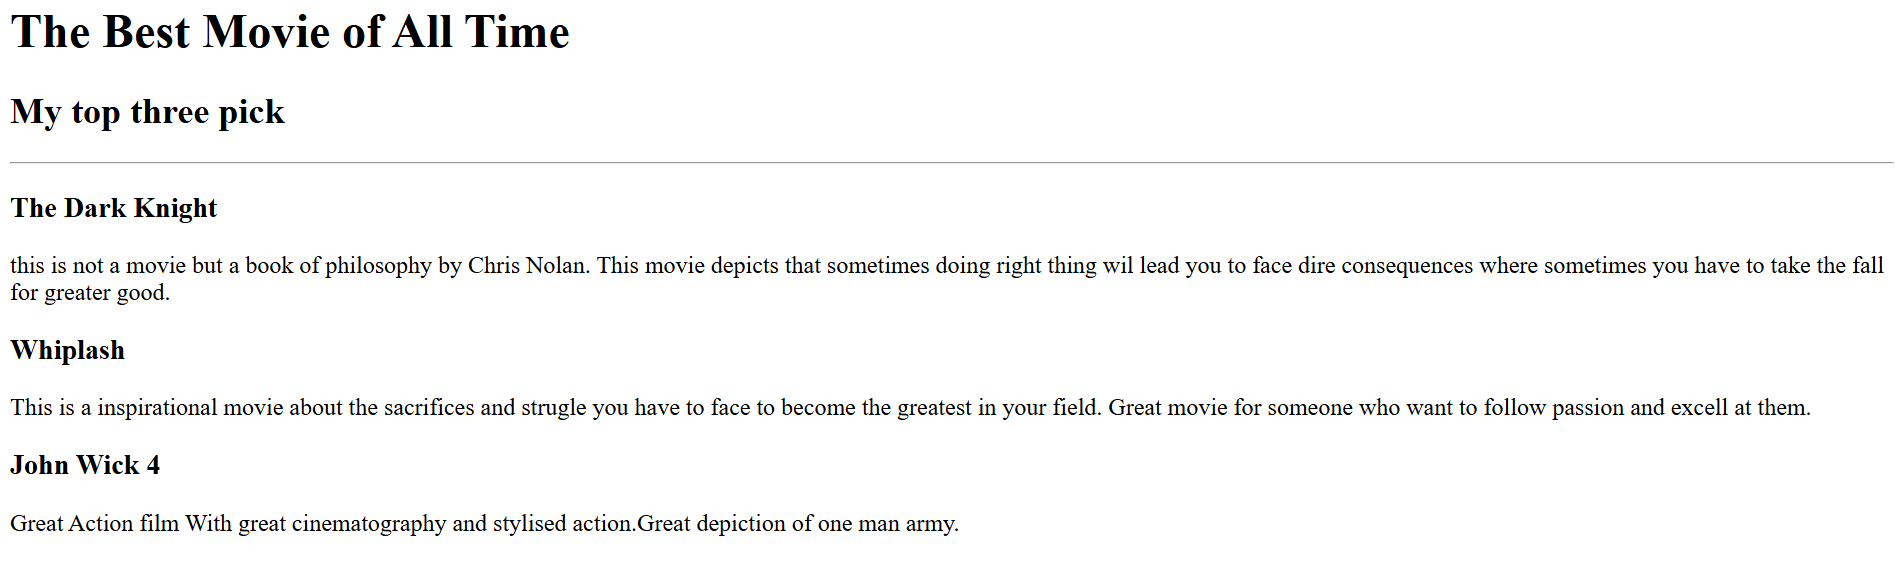 The Best Movie of All Time
My top three pick
The Dark Knight
this is not a movie but a book of philosophy by Chris Nolan. This movie depicts that sometimes doing right thing wil lead you to face dire consequences where sometimes you have to take the fall
for greater good.
Whiplash
This is a inspirational movie about the sacrifices and strugle you have to face to become the greatest in your field. Great movie for someone who want to follow passion and excell at them.
John Wick 4
Great Action film With great cinematography and stylised action.Great depiction of one man army.